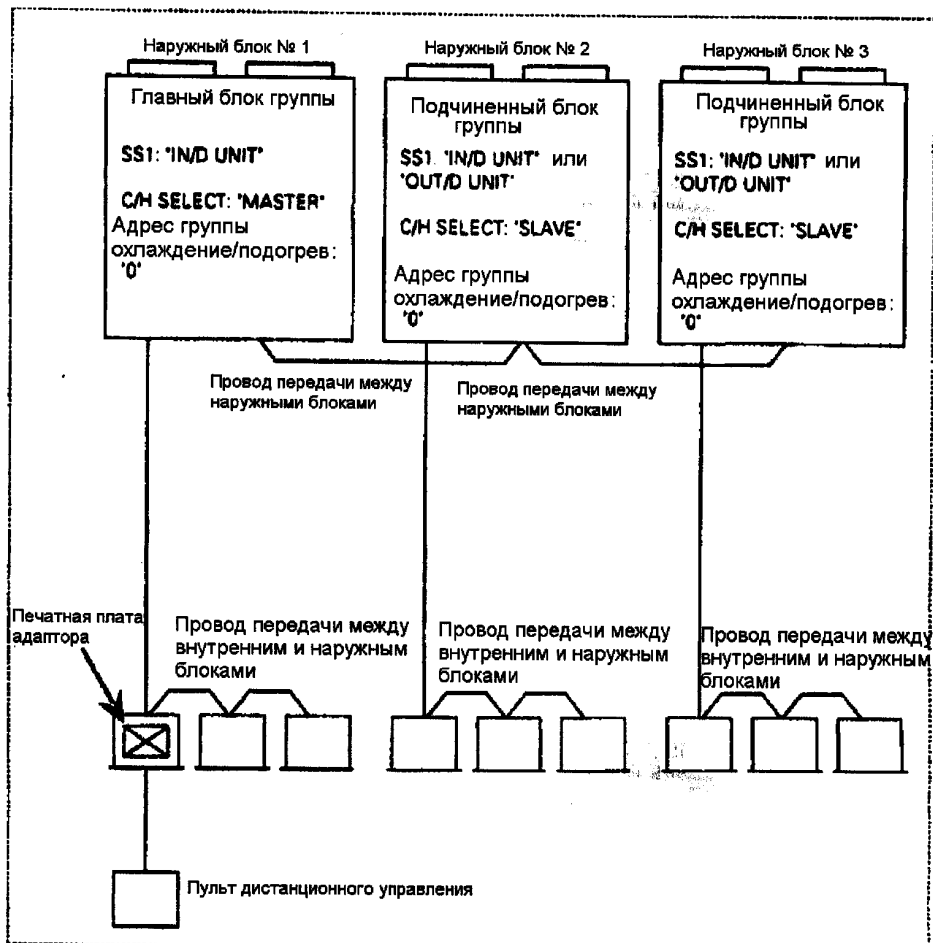 Наружный блок № 1
Главный блок группы
SS1: "IN/D UNIT"
C/H SELECT: "MASTER"
Адрес группы
охлаждение/подогрев:
"0"
Наружный блок № 2
Подчиненный блок
группы
SS1. "IN/D UNIT" или
"OUT/D UNIT"
C/H SELECT: "SLAVE"
Адрес группы
охлаждение/подогрев:
"0"
Наружный блок № 3
Подчиненный блок
группы
SS1: "IN/D UNIT" или
"OUT/D UNIT"
C/H SELECT: "SLAVE"
Адрес группы
охлаждение/подогрев:
"0"
Провод передачи между
наружными блоками
Провод передачи между
наружными блоками
Печатная плата
адаптора
Провод передачи между
внутренним и наружным
блоками
Провод передачи между
внутренним и наружным
блоками
Провод передачи между
внутренним и наружным
блоками
Пульт дистанционного управления